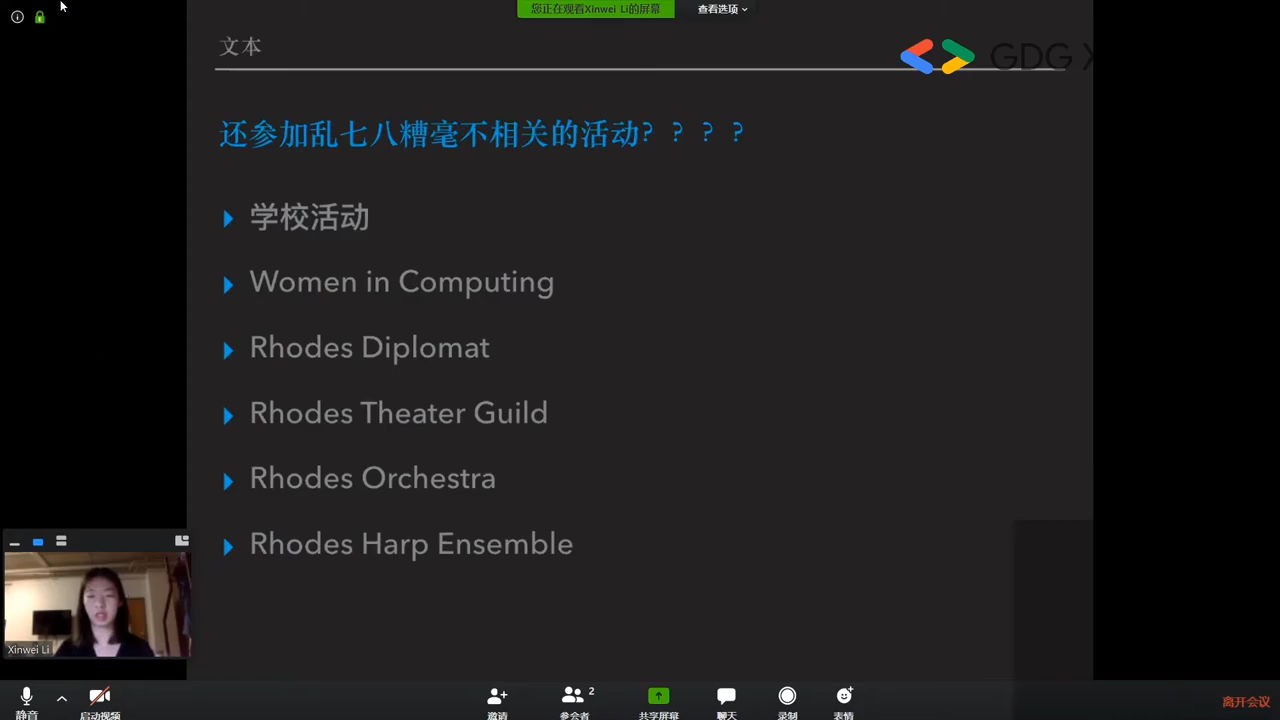 您正在观看Xinwei Li的屏幕
查看选项
文本
GDG
还参加乱七八糟毫不相关的活动？？？？
学校活动
Women in Computing
Rhodes Diplomat
Rhodes Theater Guild
Rhodes Orchestra
Rhodes Harp Ensemble
Xinwei Li
静音
启动视频
邀请
参会者 2
共享屏幕
聊天
录制
表情
离开会议